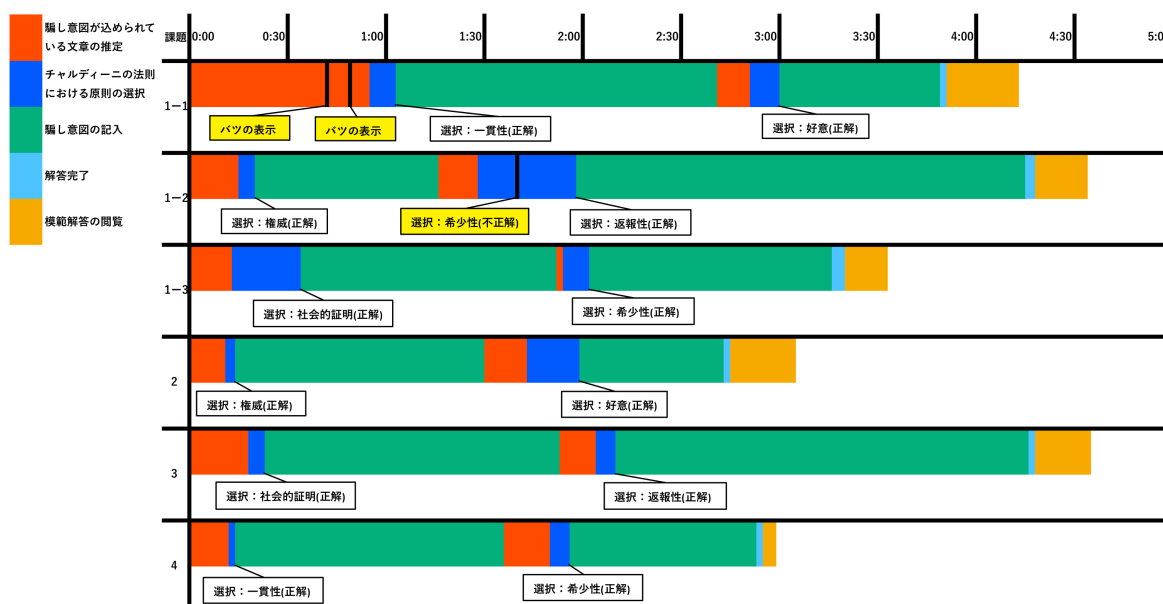 騙し意図が込められて
いる文章の推定
チャルディーニの法則
における原則の選択
騙し意図の記入
解答完了
模範解答の閲覧
課題 0:00 0:30 1:00 1:30 2:00 2:30 3:00 3:30 4:00 4:30 5:0
1ー1
バツの表示 バツの表示 選択：一貫性(正解) 選択：好意(正解)
1ー2
選択：権威(正解) 選択：希少性(不正解) 選択：返報性(正解)
1ー3
選択：社会的証明(正解) 選択：希少性(正解)
2
選択：権威(正解) 選択：好意(正解)
3
選択：社会的証明(正解) 選択：返報性(正解)
4
選択：一貫性(正解) 選択：希少性(正解)